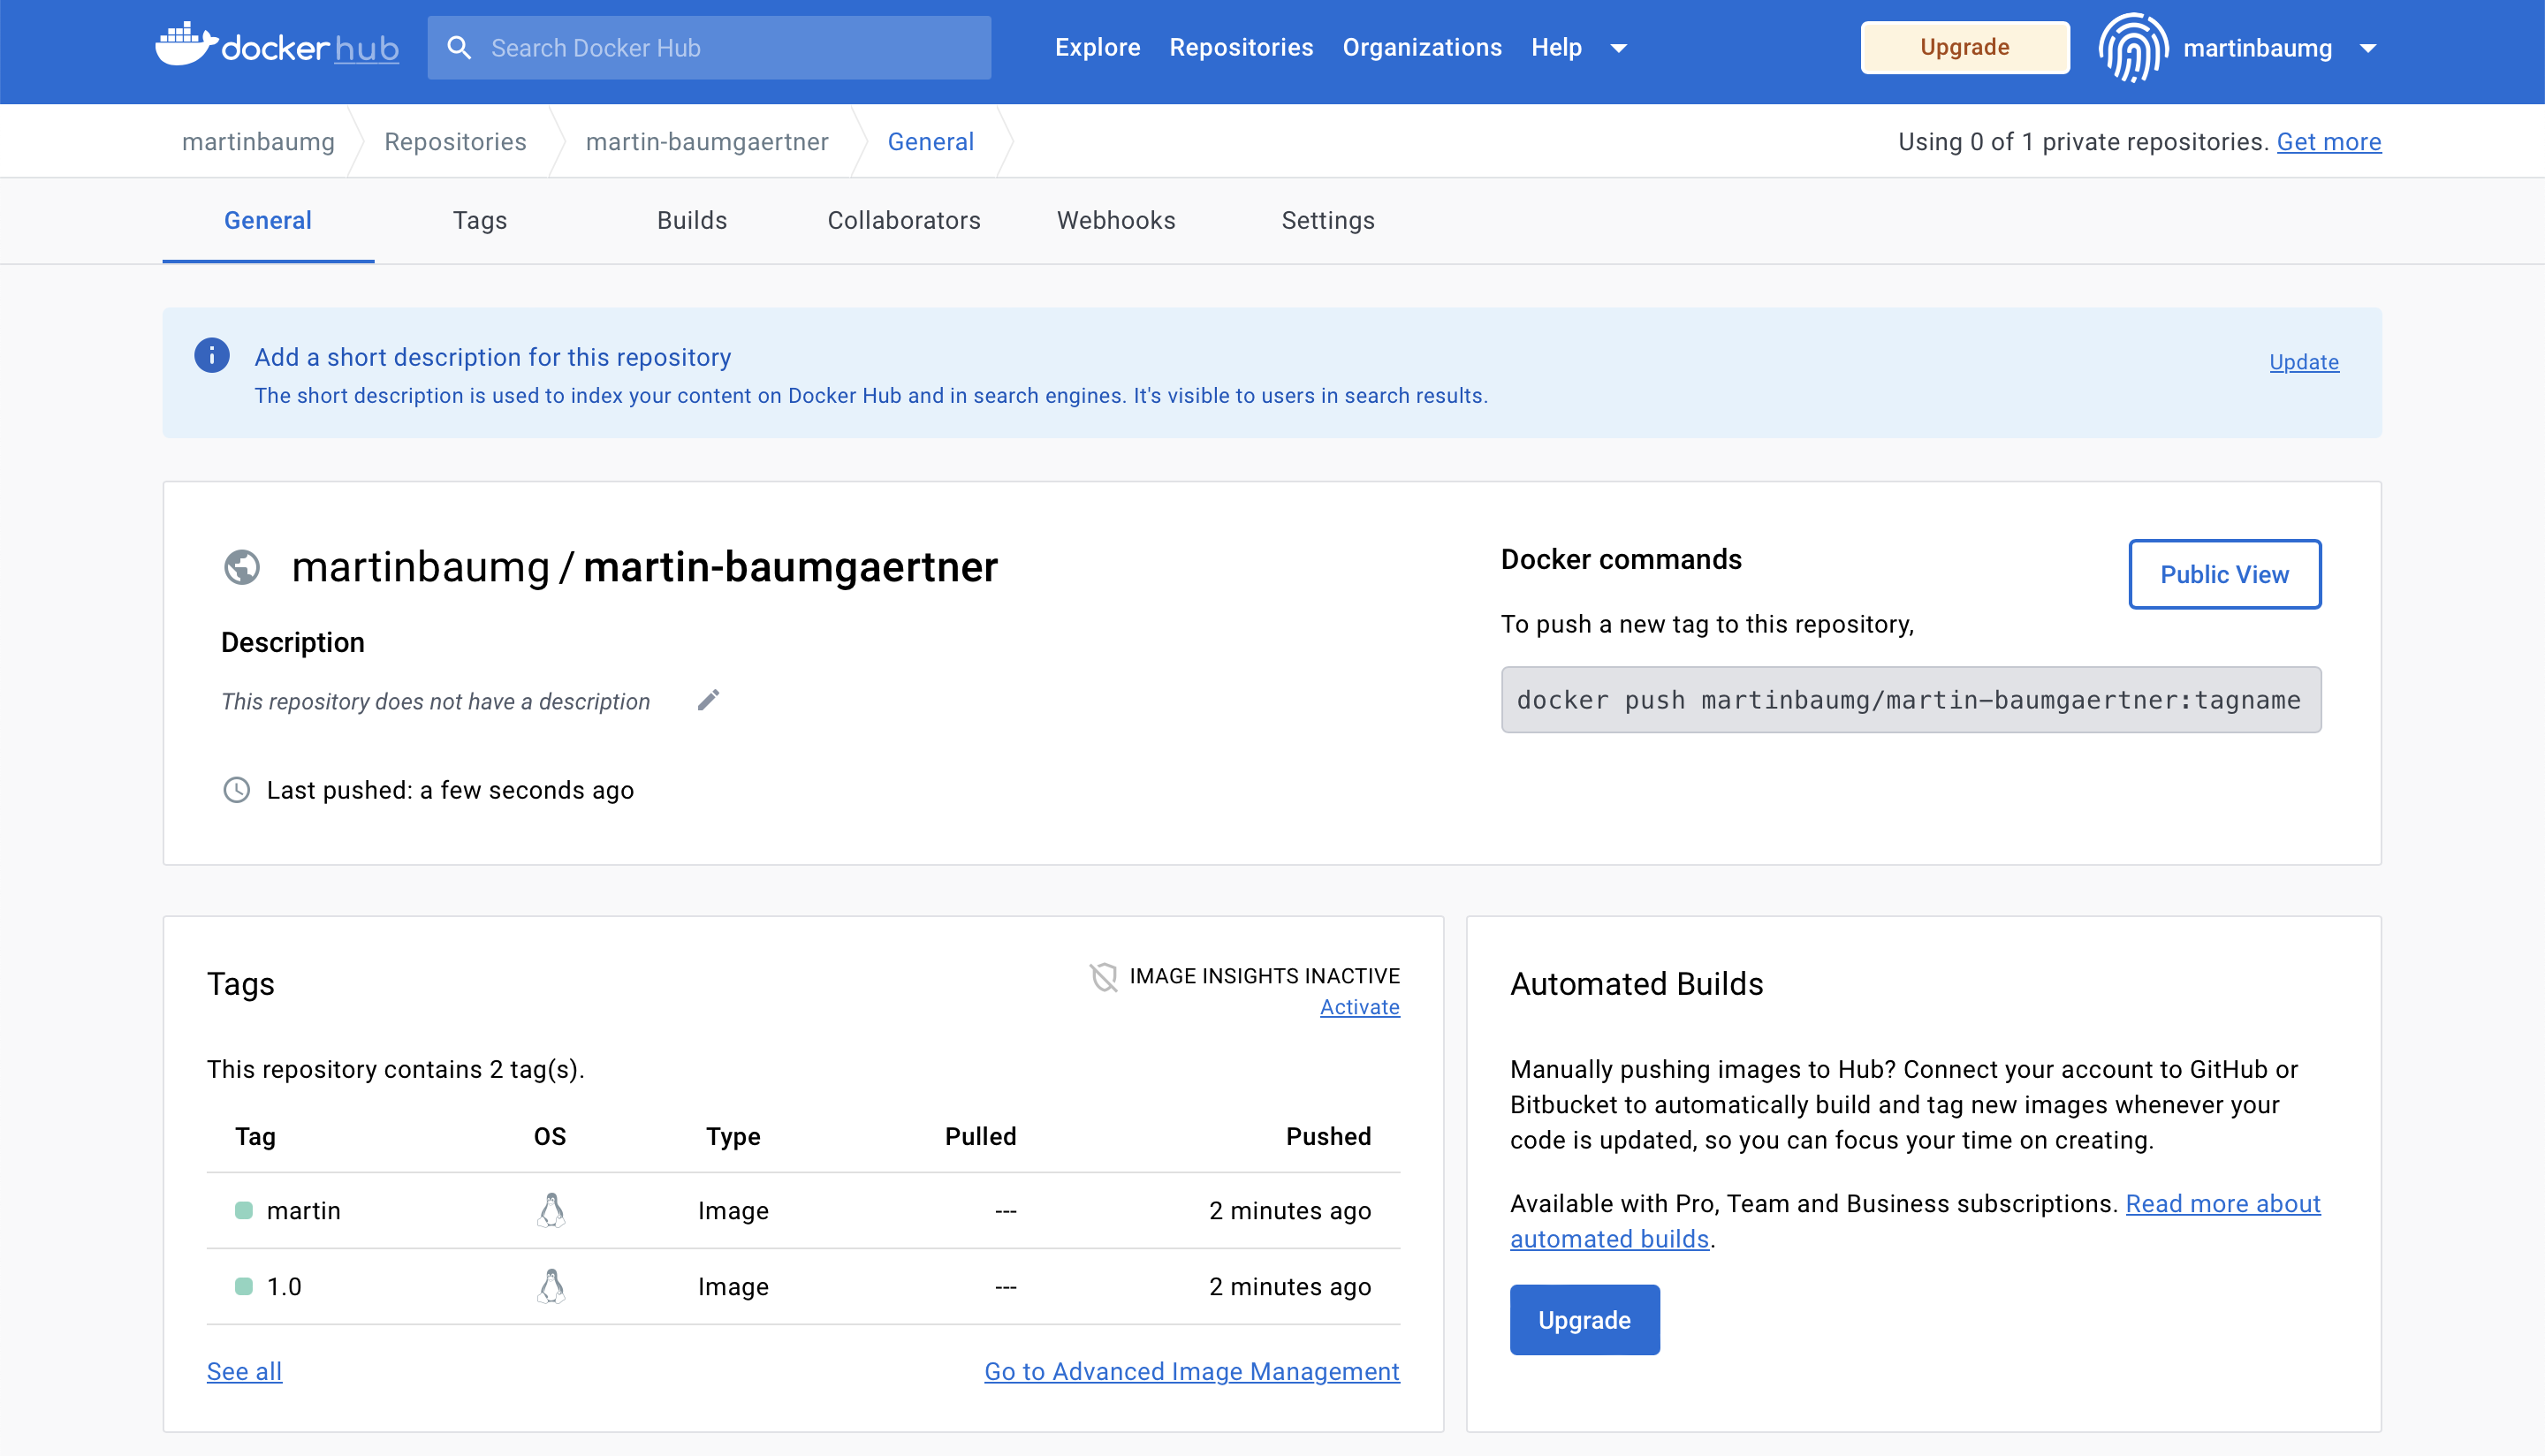 dockerhub
Search Docker Hub
Explore
Repositories
Organizations
Help
Upgrade
martinbaumg
martinbaumg
Repositories
martin-baumgaertner
General
Using 0 of 1 private repositories. Get more
General
Tags
Builds
Collaborators
Webhooks
Settings
Add a short description for this repository
The short description is used to index your content on Docker Hub and in search engines. It's visible to users in search results.
Update
martinbaumg / martin-baumgaertner
Description
This repository does not have a description
Last pushed: a few seconds ago
Docker commands
Public View
To push a new tag to this repository,
docker push martinbaumg/martin-baumgaertner:tagname
Tags
IMAGE INSIGHTS INACTIVE
Activate
This repository contains 2 tag(s).
Tag OS Type Pulled Pushed
martin Image --- 2 minutes ago
1.0 Image --- 2 minutes ago
See all
Go to Advanced Image Management
Automated Builds
Manually pushing images to Hub? Connect your account to GitHub or
Bitbucket to automatically build and tag new images whenever your
code is updated, so you can focus your time on creating.
Available with Pro, Team and Business subscriptions. Read more about
automated builds.
Upgrade